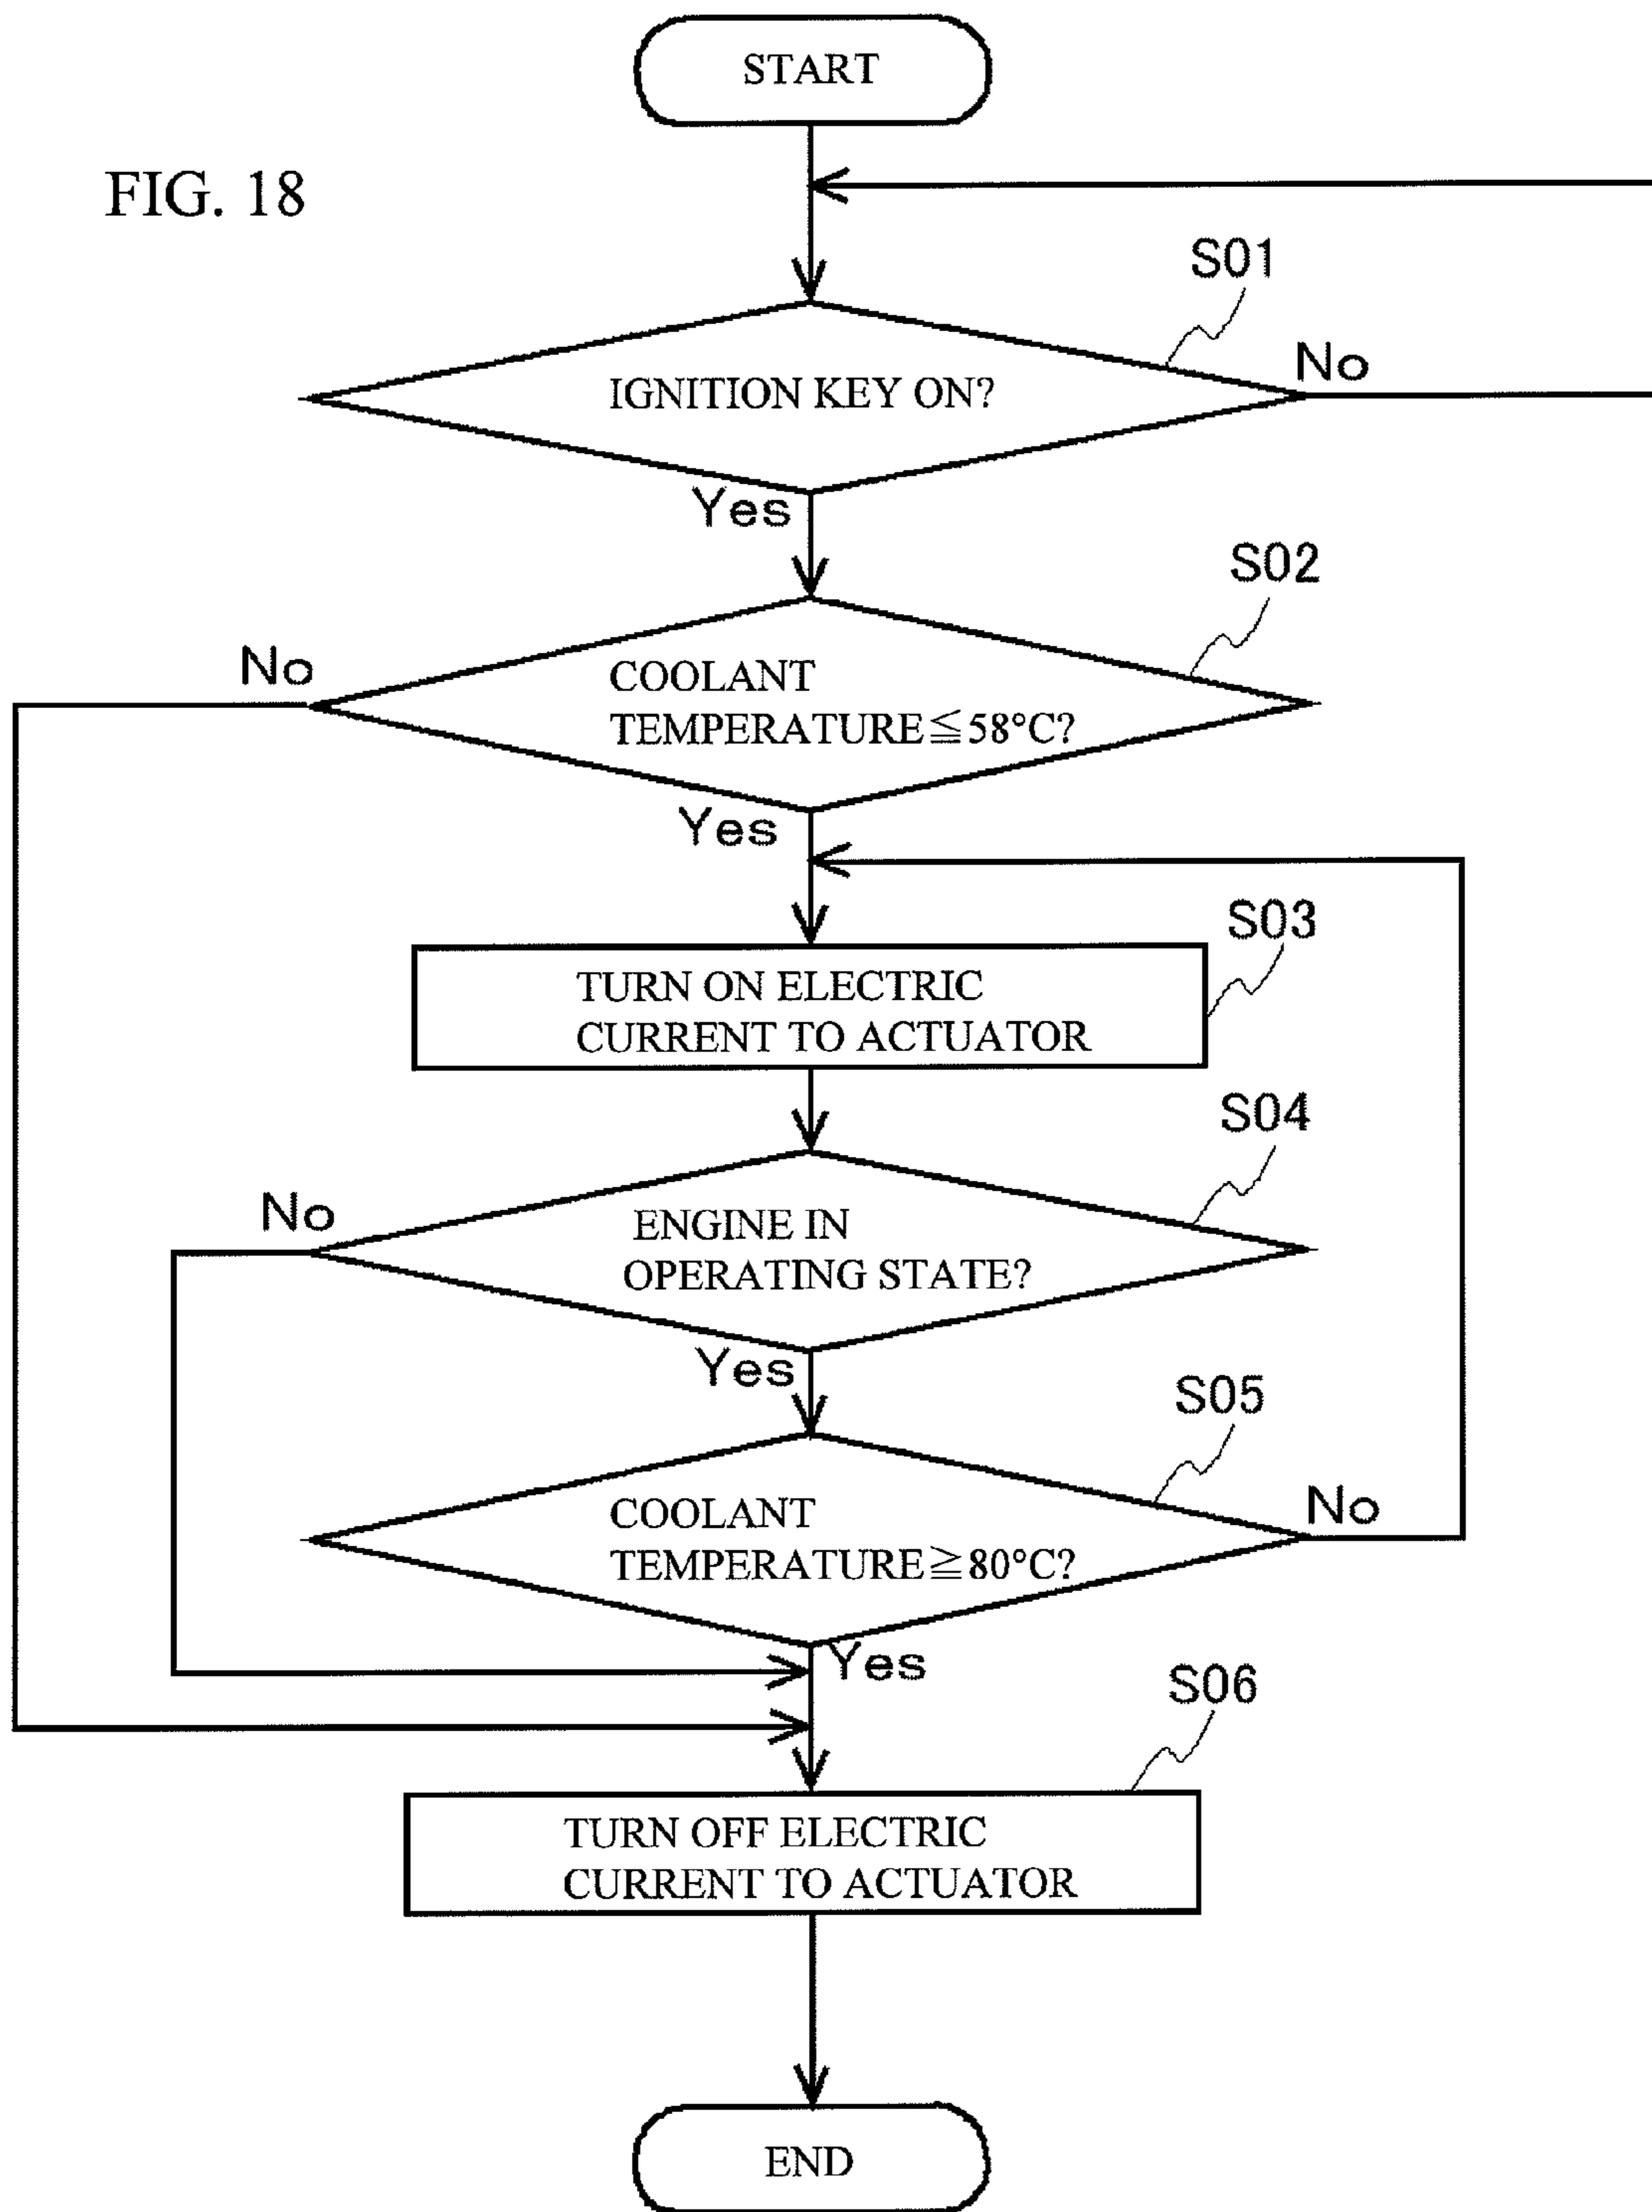 START
FIG. 18
S01
IGNITION KEY ON?
No
Yes
S02
No
COOLANT
TEMPERATURE≦58°C?
Yes
S03
TURN ON ELECTRIC
CURRENT TO ACTUATOR
S04
No
ENGINE IN
OPERATING STATE?
Yes
S05
COOLANT
TEMPERATURE≧80°C?
No
Yes
S06
TURN OFF ELECTRIC
CURRENT TO ACTUATOR
END